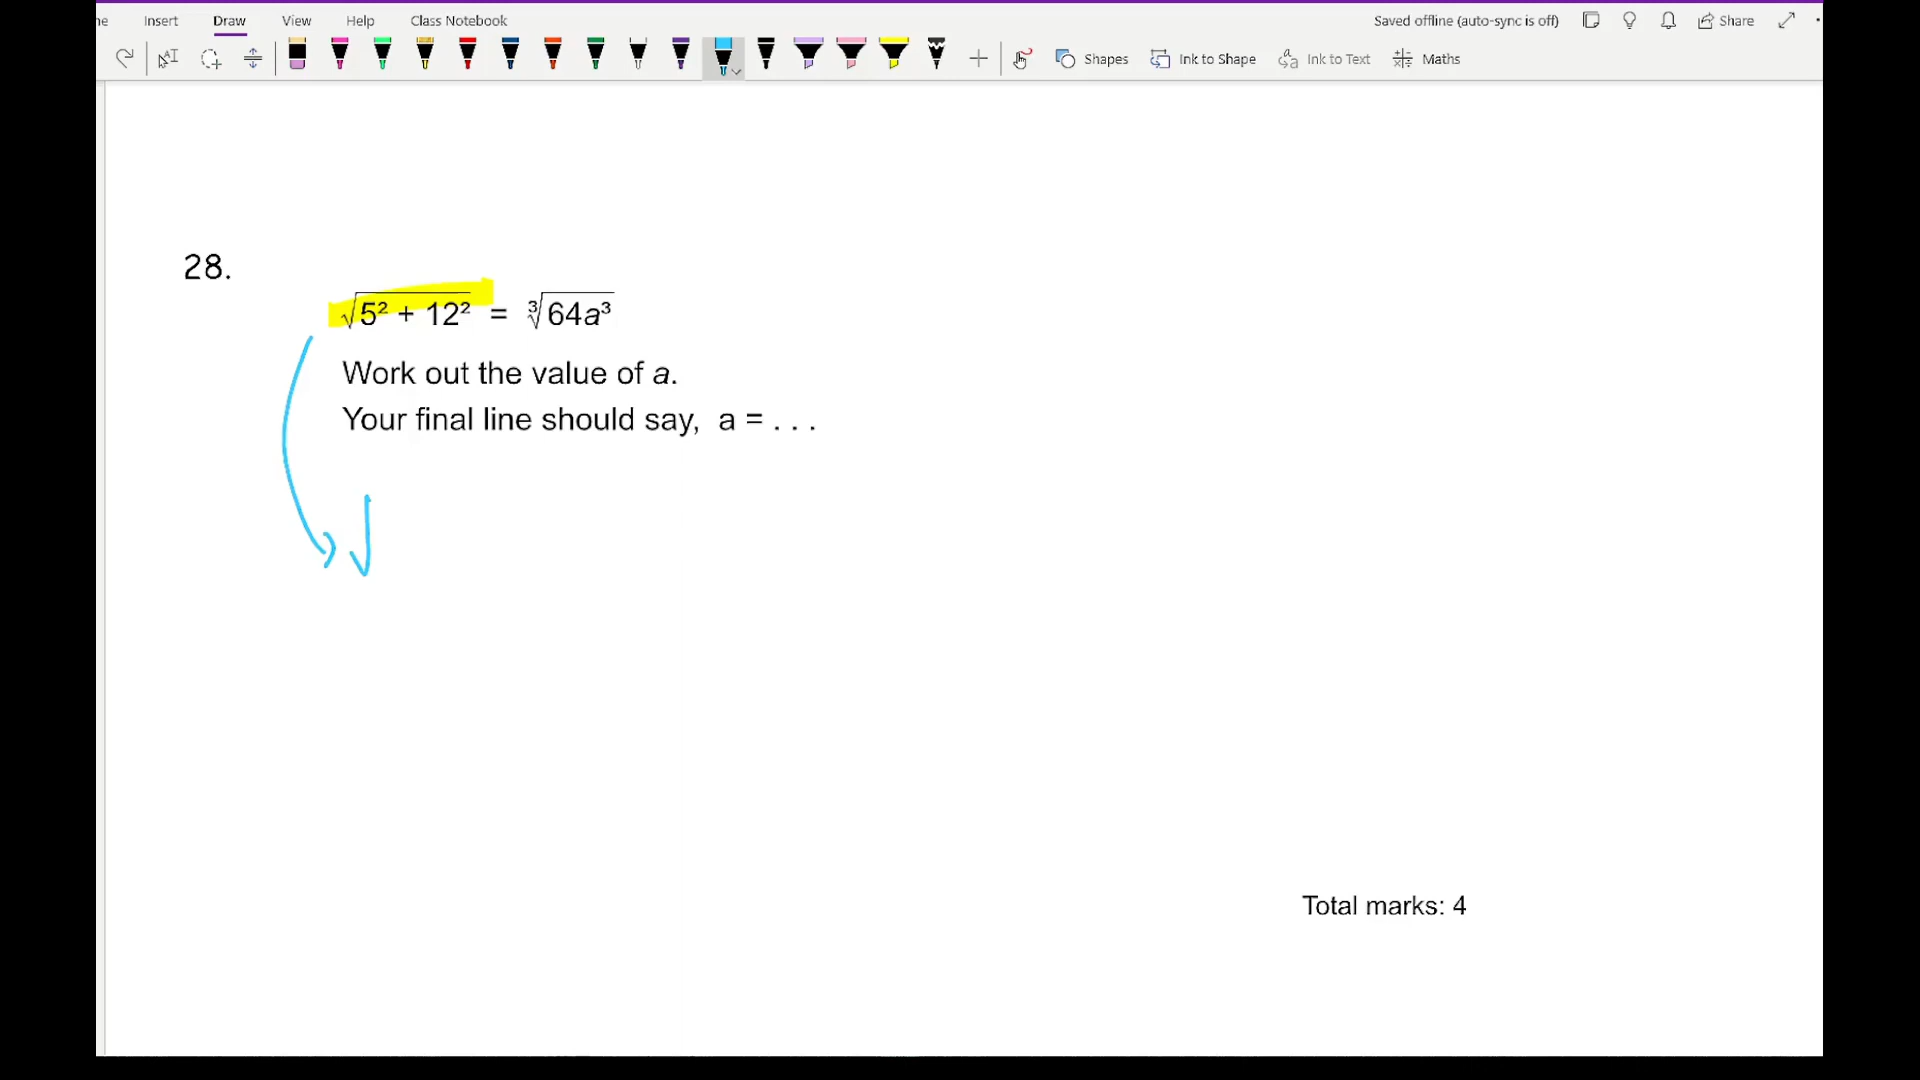 ne Insert Draw View Help Class Notebook Saved offline (auto-sync is off) Share
Shapes Ink to Shape Ink to Text Maths
28.
√5² + 12² = ∛64a³
Work out the value of a.
Your final line should say, a = . . .
√
Total marks: 4